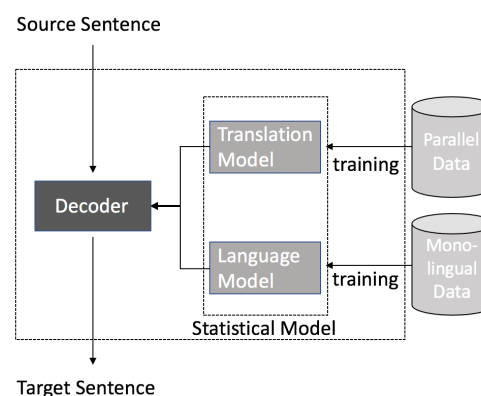 Source Sentence
Translation
Model
training
Parallel
Data
Decoder
Language
Model
training
Mono-
lingual
Data
Statistical Model
Target Sentence